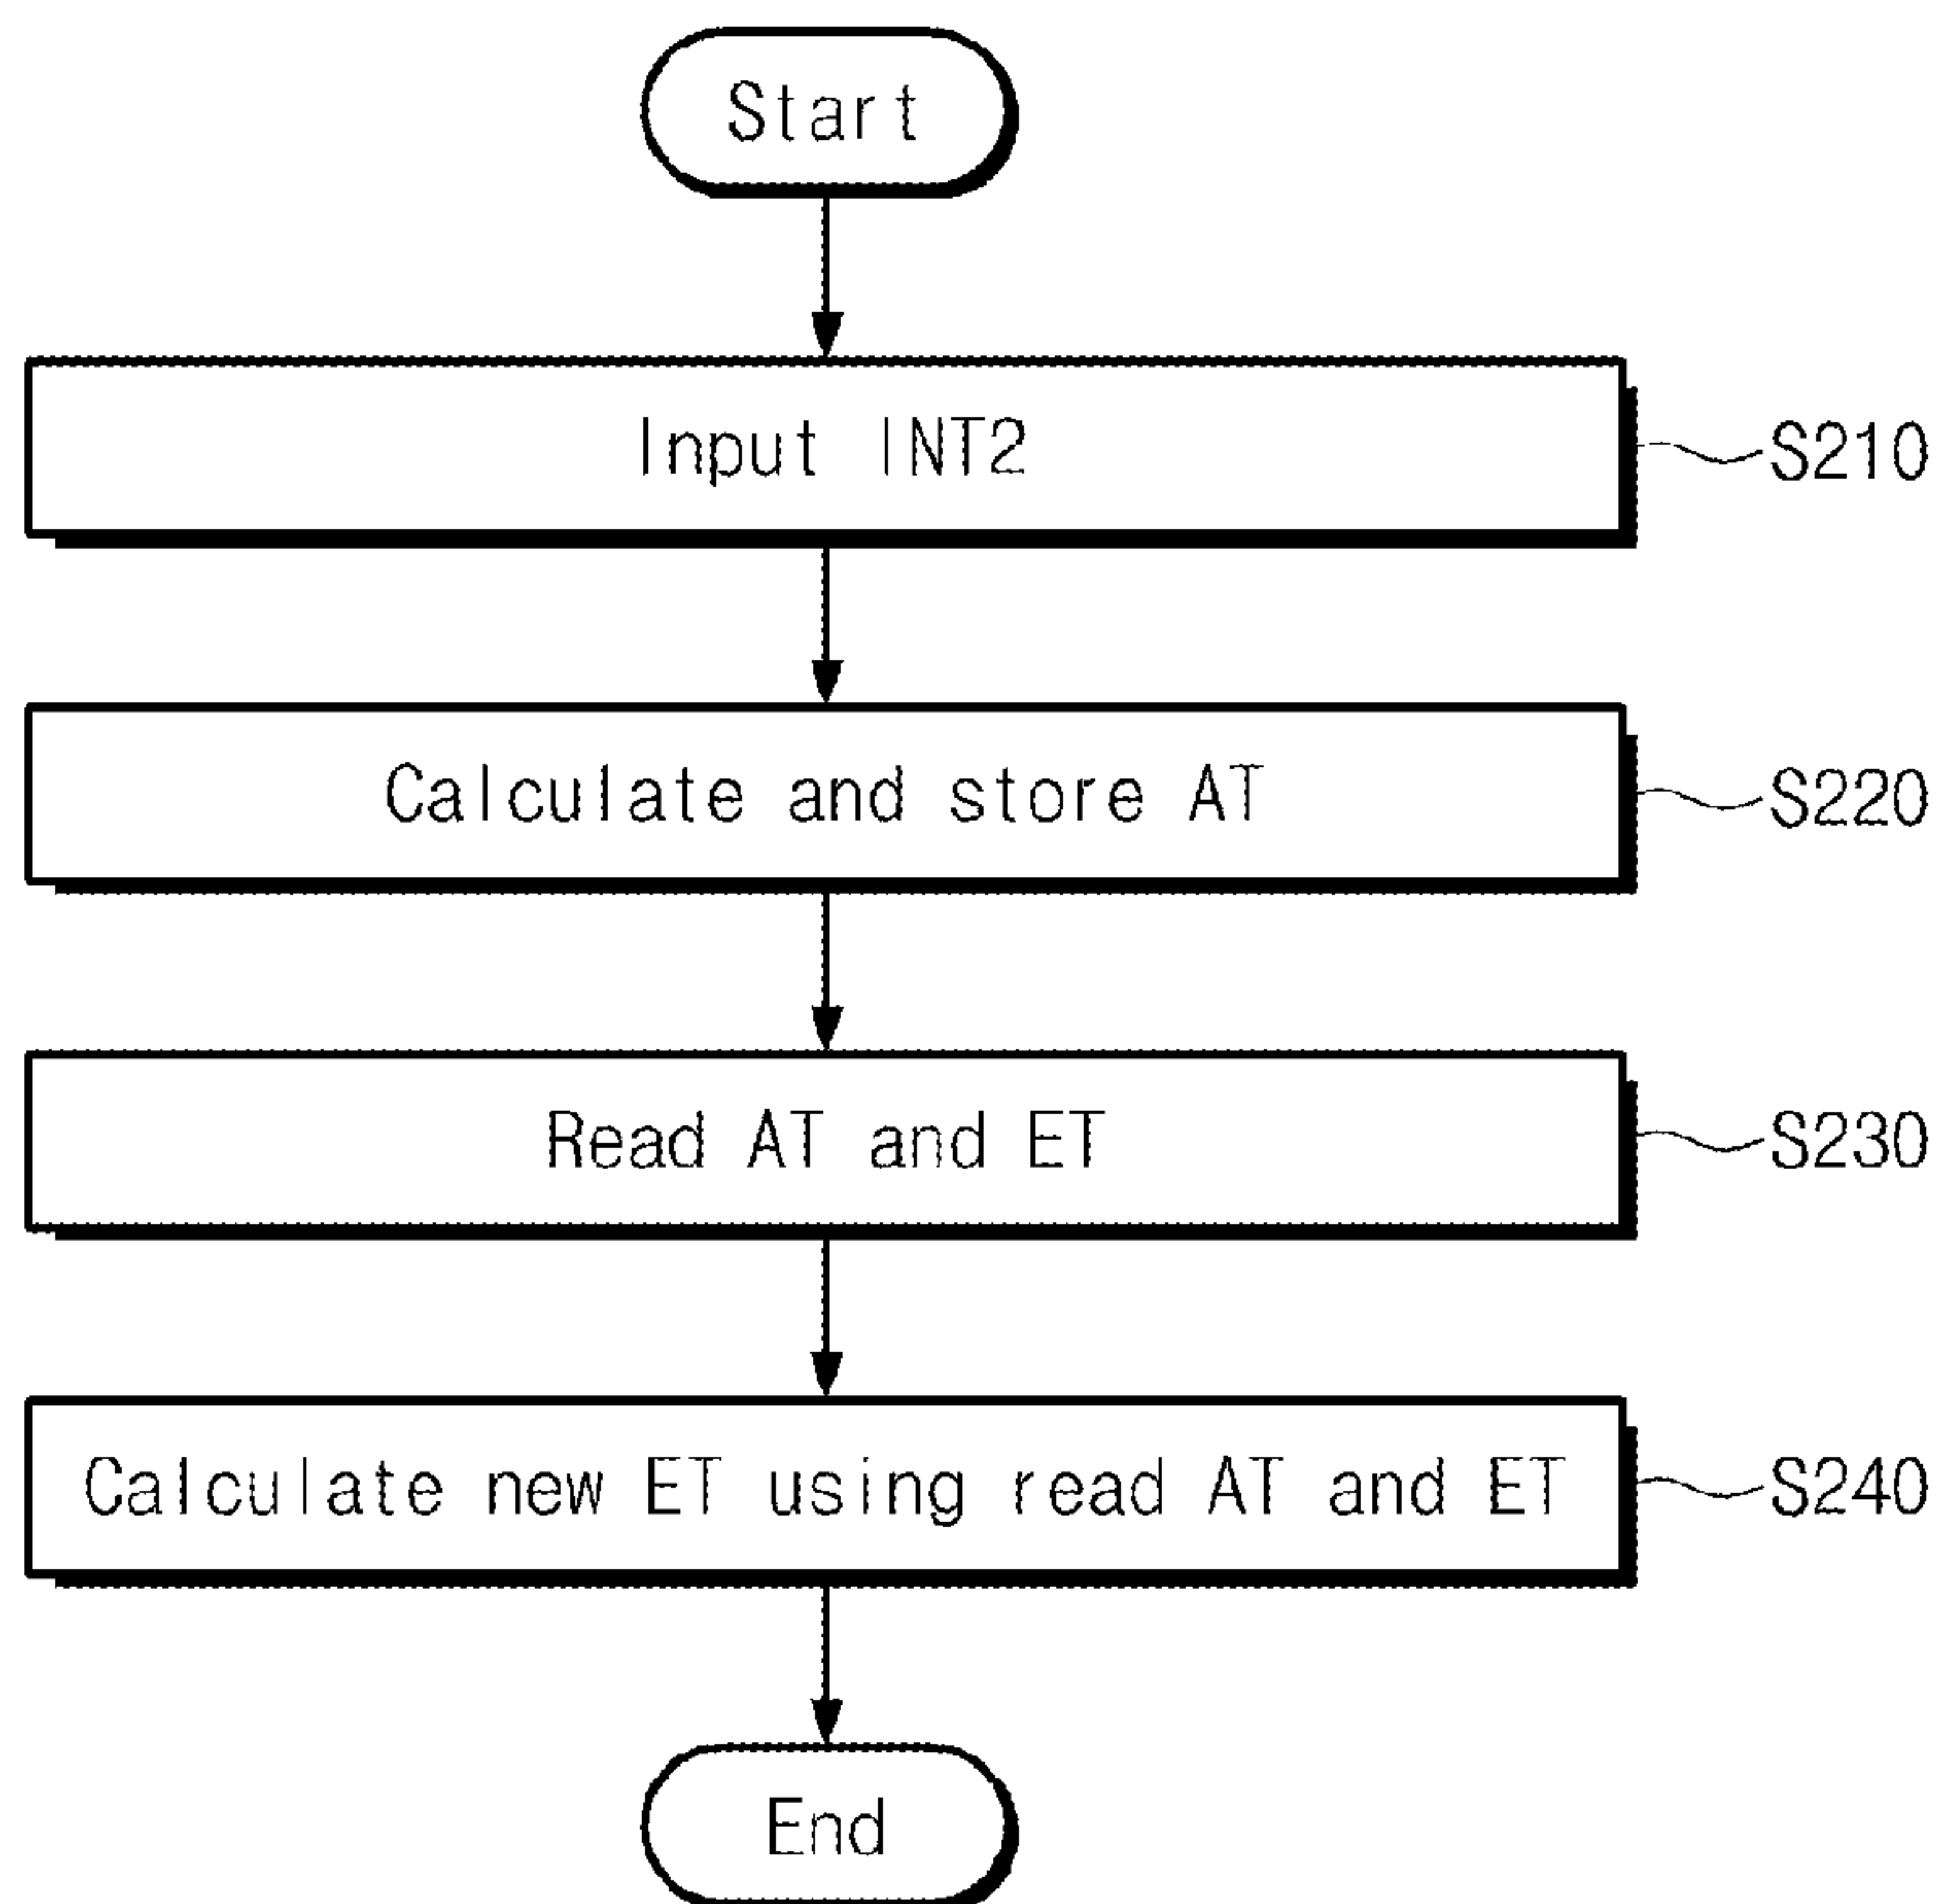 Start
Input INT2
S210
Calculate and store AT
S220
Read AT and ET
S230
Calculate new ET using read AT and ET
S240
End